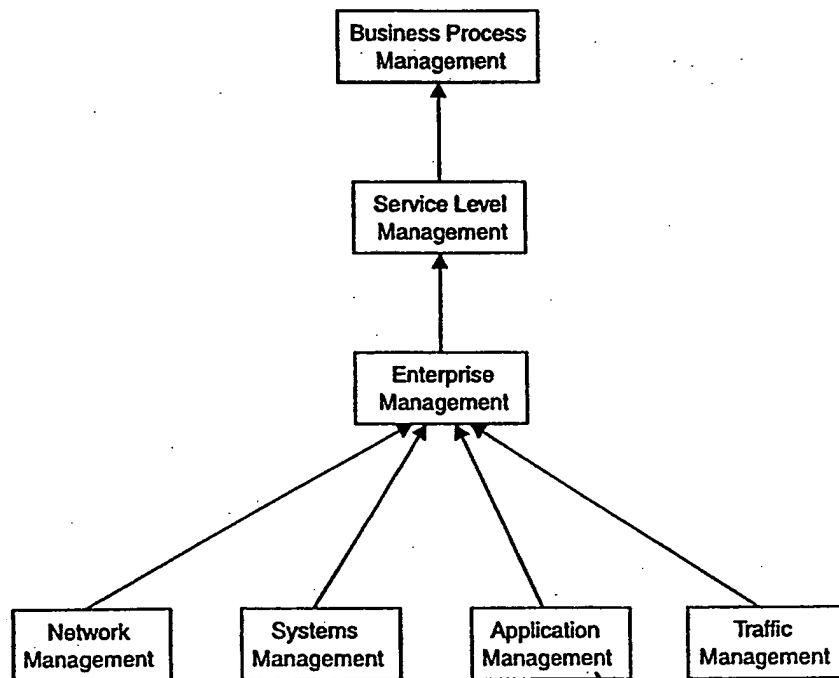 Business Process
Management
Service Level
Management
Enterprise
Management
Network
Management
Systems
Management
Application
Management
Traffic
Management